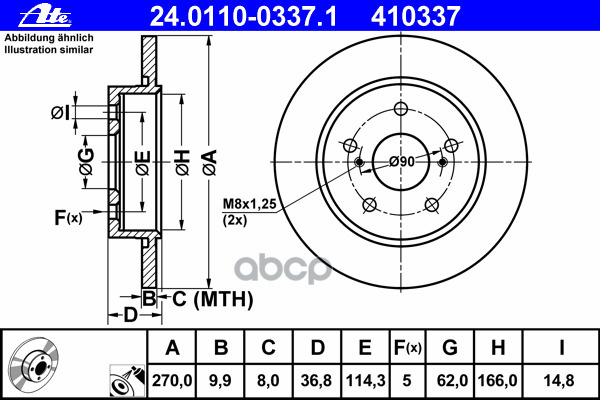 Ate 24.0110-0337.1 410337
Abbildung ähnlich
Illustration similar
ØI
ØG
ØE
ØH
ØA
F(x)
B
C (MTH)
D
Ø90
M8x1,25
(2x)
abcp
A B C D E F(x) G H I
270,0 9,9 8,0 36,8 114,3 5 62,0 166,0 14,8